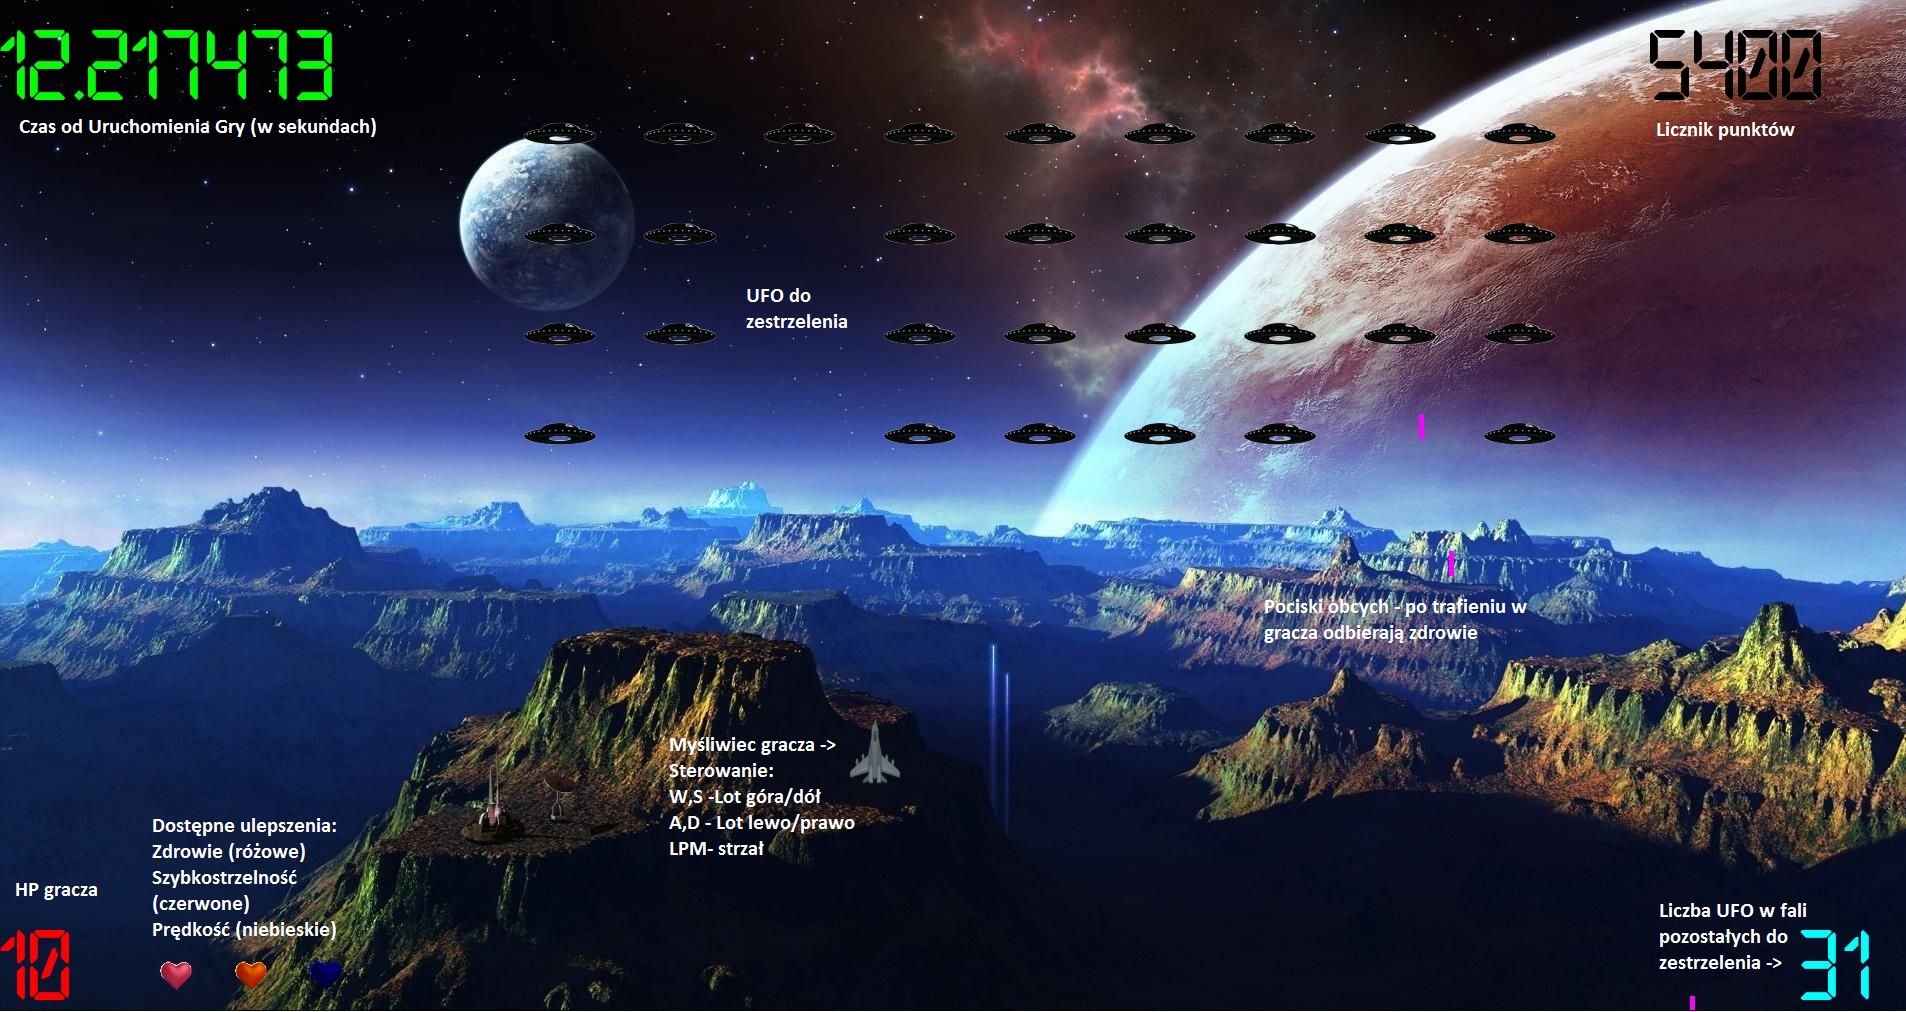 12.217473
Czas od Uruchomienia Gry (w sekundach)
5400
Licznik punktów
UFO do
zestrzelenia
Pociski obcych - po trafieniu w
gracza odbierają zdrowie
Myśliwiec gracza ->
Sterowanie:
W,S -Lot góra/dół
A,D - Lot lewo/prawo
LPM- strzał
Dostępne ulepszenia:
Zdrowie (różowe)
Szybkostrzelność
(czerwone)
Prędkość (niebieskie)
HP gracza
10
Liczba UFO w fali
pozostałych do
zestrzelenia ->
31